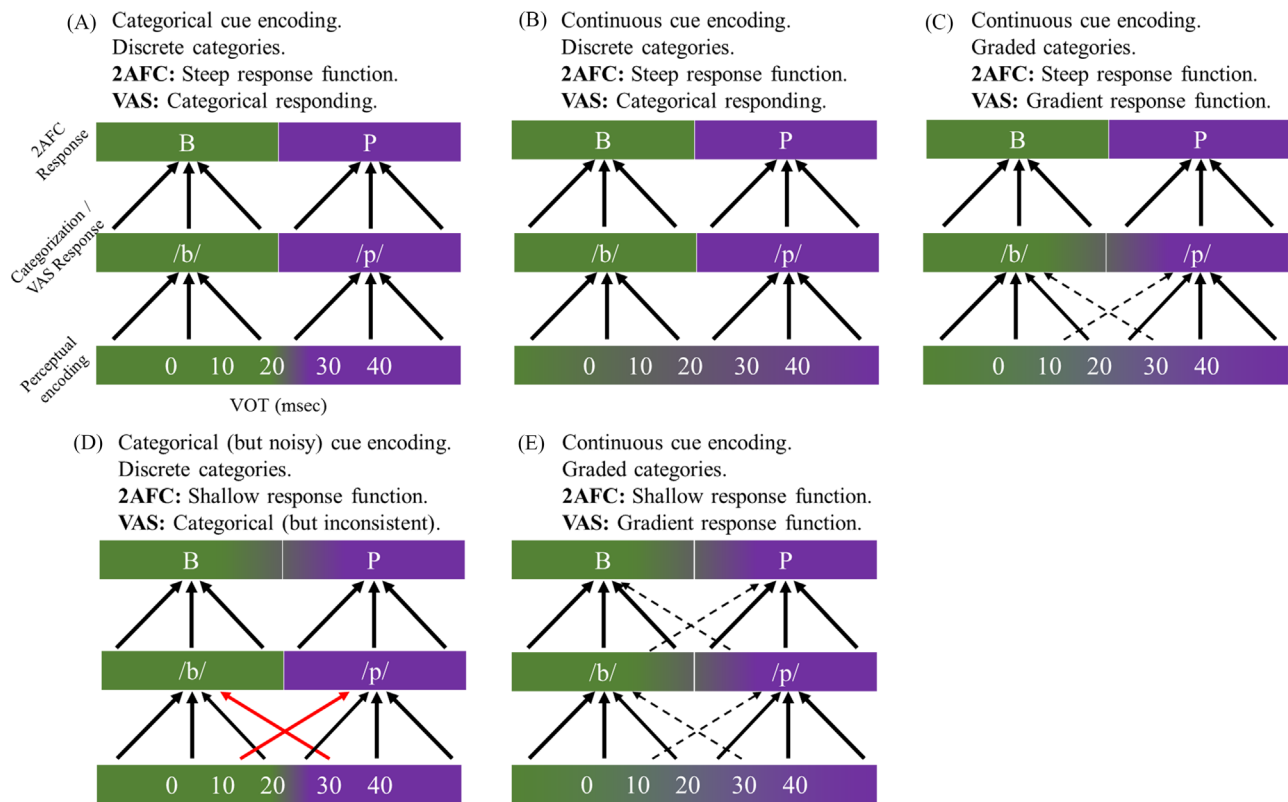 (A) Categorical cue encoding.
Discrete categories.
2AFC: Steep response function.
VAS: Categorical responding.
(B) Continuous cue encoding.
Discrete categories.
2AFC: Steep response function.
VAS: Categorical responding.
(C) Continuous cue encoding.
Graded categories.
2AFC: Steep response function.
VAS: Gradient response function.
2AFC
Response
B P
B P
B P
Categorization /
VAS Response
/b/ /p/
/b/ /p/
/b/ /p/
Perceptual
encoding
0 10 20 30 40
0 10 20 30 40
0 10 20 30 40
VOT (msec)
(D) Categorical (but noisy) cue encoding.
Discrete categories.
2AFC: Shallow response function.
VAS: Categorical (but inconsistent).
(E) Continuous cue encoding.
Graded categories.
2AFC: Shallow response function.
VAS: Gradient response function.
B P
B P
/b/ /p/
/b/ /p/
0 10 20 30 40
0 10 20 30 40